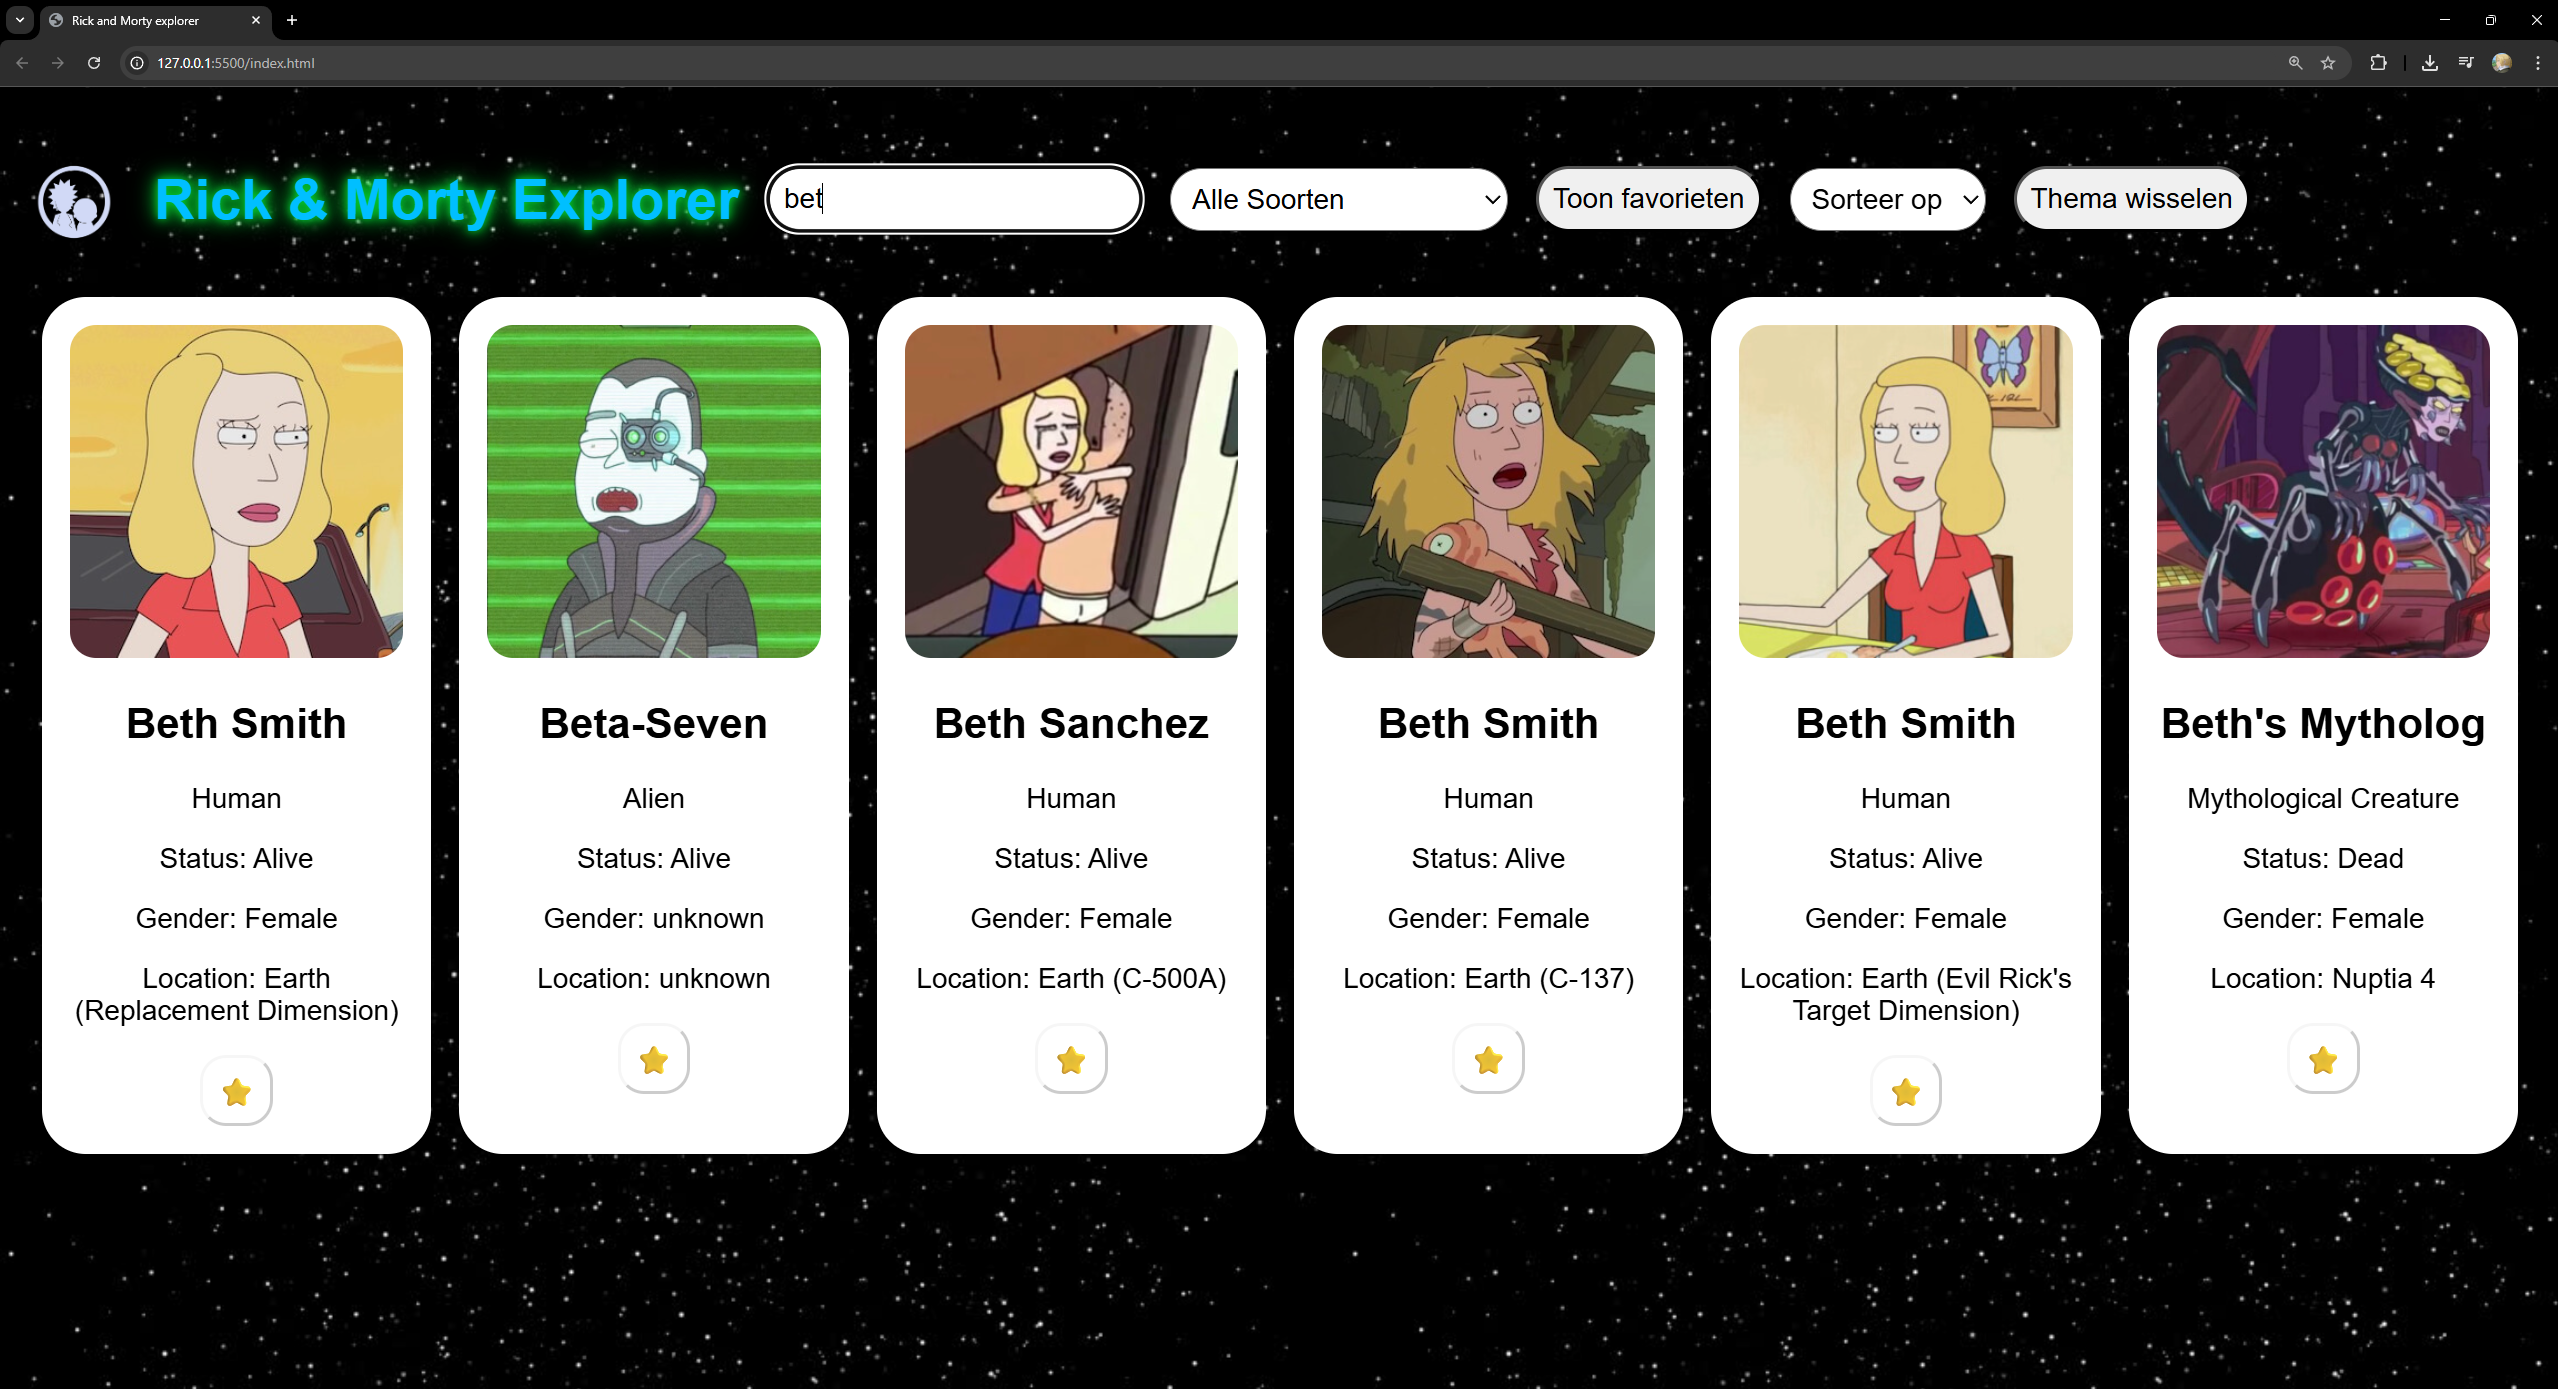 Rick and Morty explorer
127.0.0.1:5500/index.html
Rick & Morty Explorer
bet
Alle Soorten
Toon favorieten
Sorteer op
Thema wisselen
Beth Smith
Human
Status: Alive
Gender: Female
Location: Earth
(Replacement Dimension)
Beta-Seven
Alien
Status: Alive
Gender: unknown
Location: unknown
Beth Sanchez
Human
Status: Alive
Gender: Female
Location: Earth (C-500A)
Beth Smith
Human
Status: Alive
Gender: Female
Location: Earth (C-137)
Beth Smith
Human
Status: Alive
Gender: Female
Location: Earth (Evil Rick's
Target Dimension)
Beth's Mytholog
Mythological Creature
Status: Dead
Gender: Female
Location: Nuptia 4